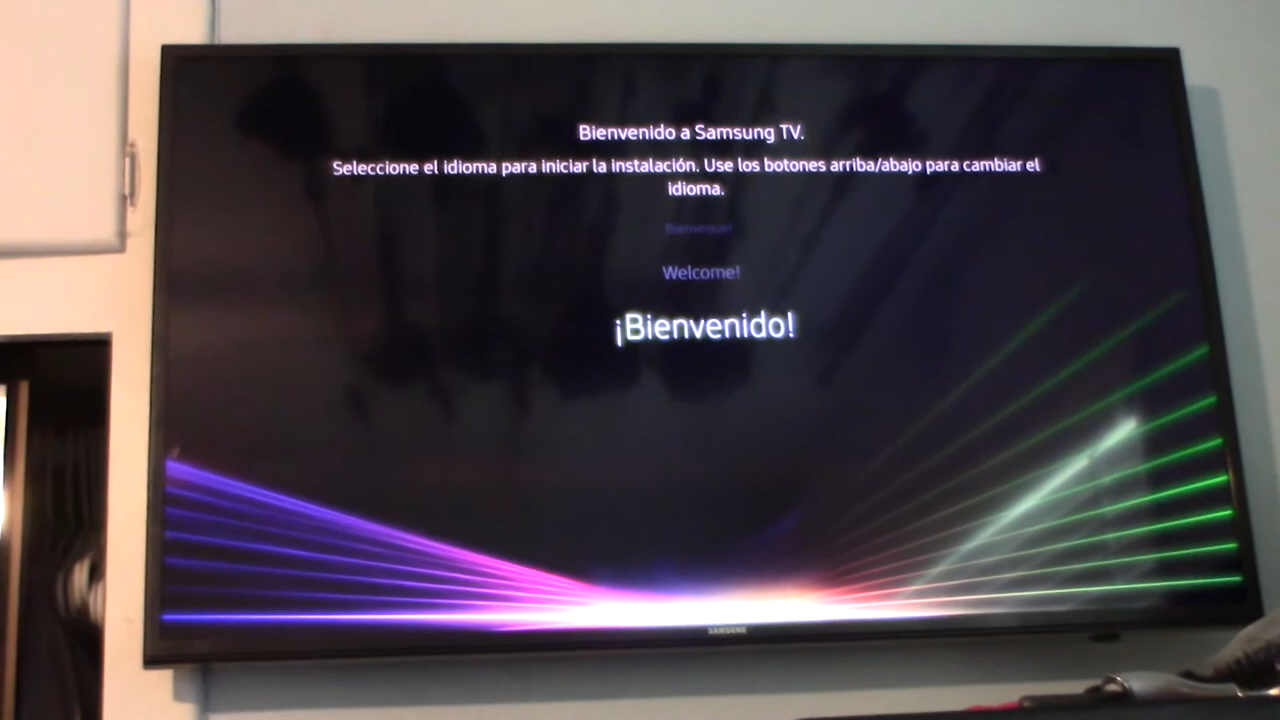 Bienvenido a Samsung TV.
Seleccione el idioma para iniciar la instalación. Use los botones arriba/abajo para cambiar el
idioma.
Bienvenue!
Welcome!
¡Bienvenido!
SAMSUNG